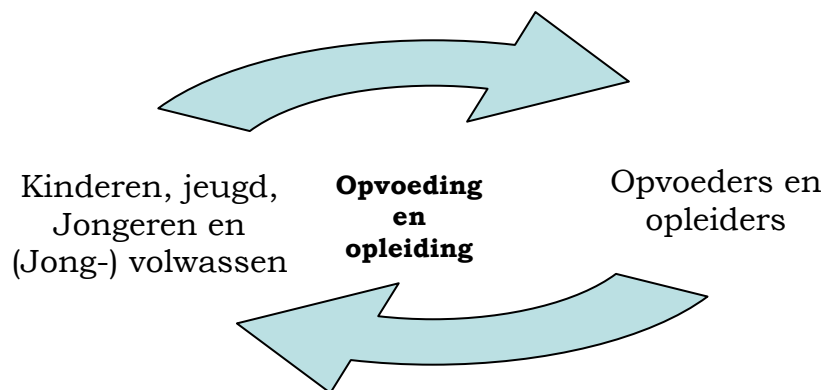 Kinderen, jeugd,
Jongeren en
(Jong-) volwassen
Opvoeding
en
opleiding
Opvoeders en
opleiders